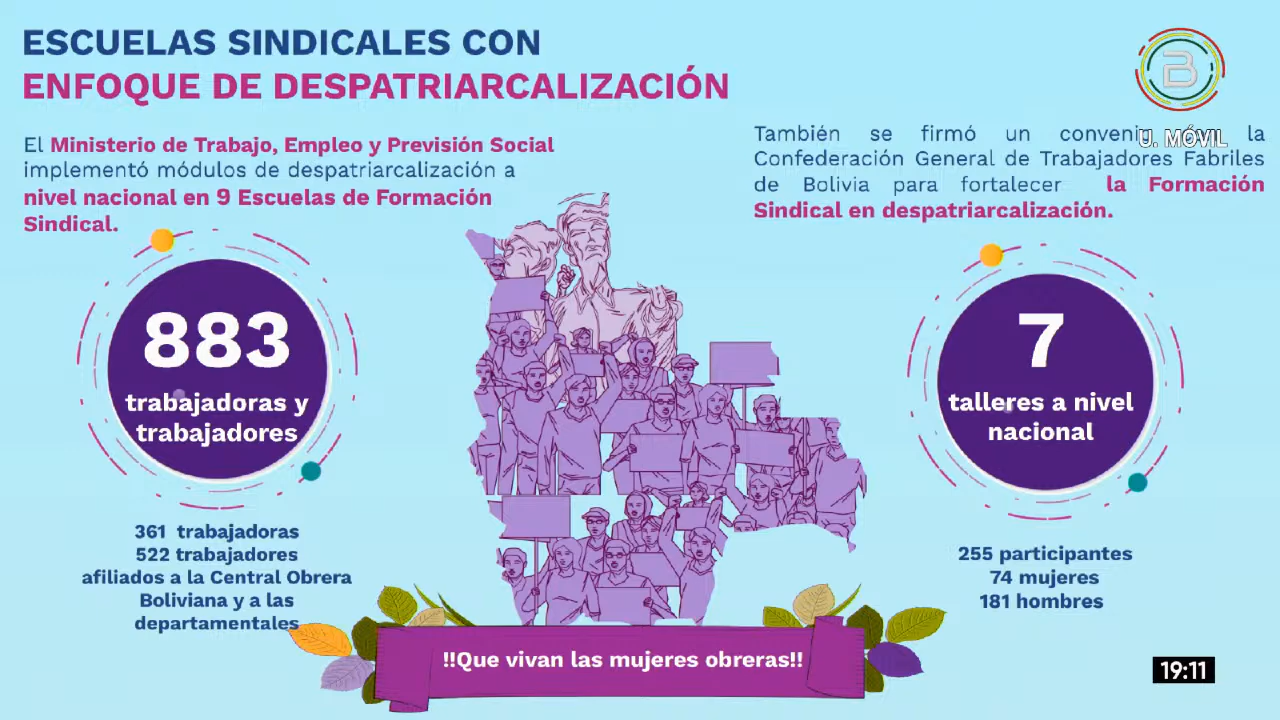 ESCUELAS SINDICALES CON
ENFOQUE DE DESPATRIARCALIZACIÓN
El Ministerio de Trabajo, Empleo y Previsión Social
implementó módulos de despatriarcalización a
nivel nacional en 9 Escuelas de Formación
Sindical.
883
trabajadoras y
trabajadores
361 trabajadoras
522 trabajadores
afiliados a la Central Obrera
Boliviana y a las
departamentales
B
U. MÓVIL
También se firmó un la
Confederación General de Trabajadores Fabriles
de Bolivia para fortalecer la Formación
Sindical en despatriarcalización.
7
talleres a nivel
nacional
255 participantes
74 mujeres
181 hombres
!!Que vivan las mujeres obreras!!
19:11